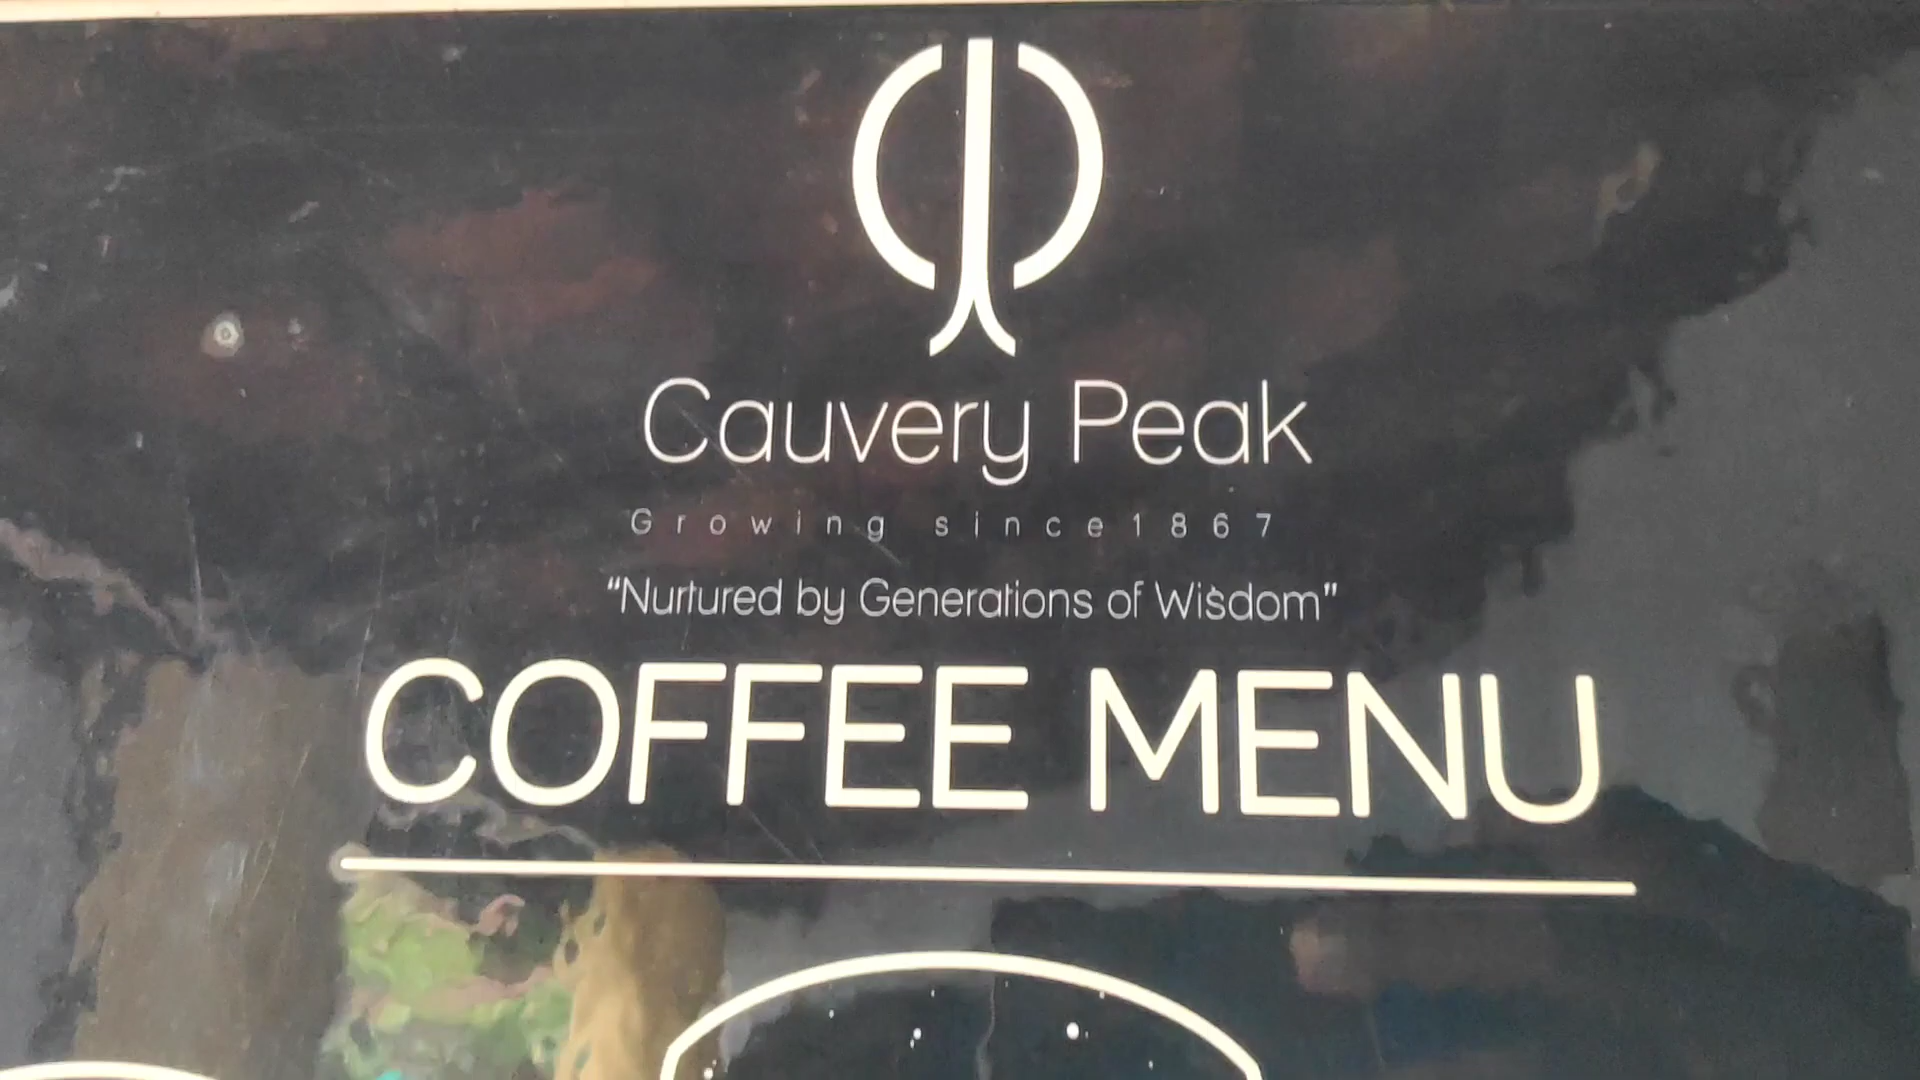 Cauvery Peak
Growing since1867
“Nurtured by Generations of Wisdom”
COFFEE MENU